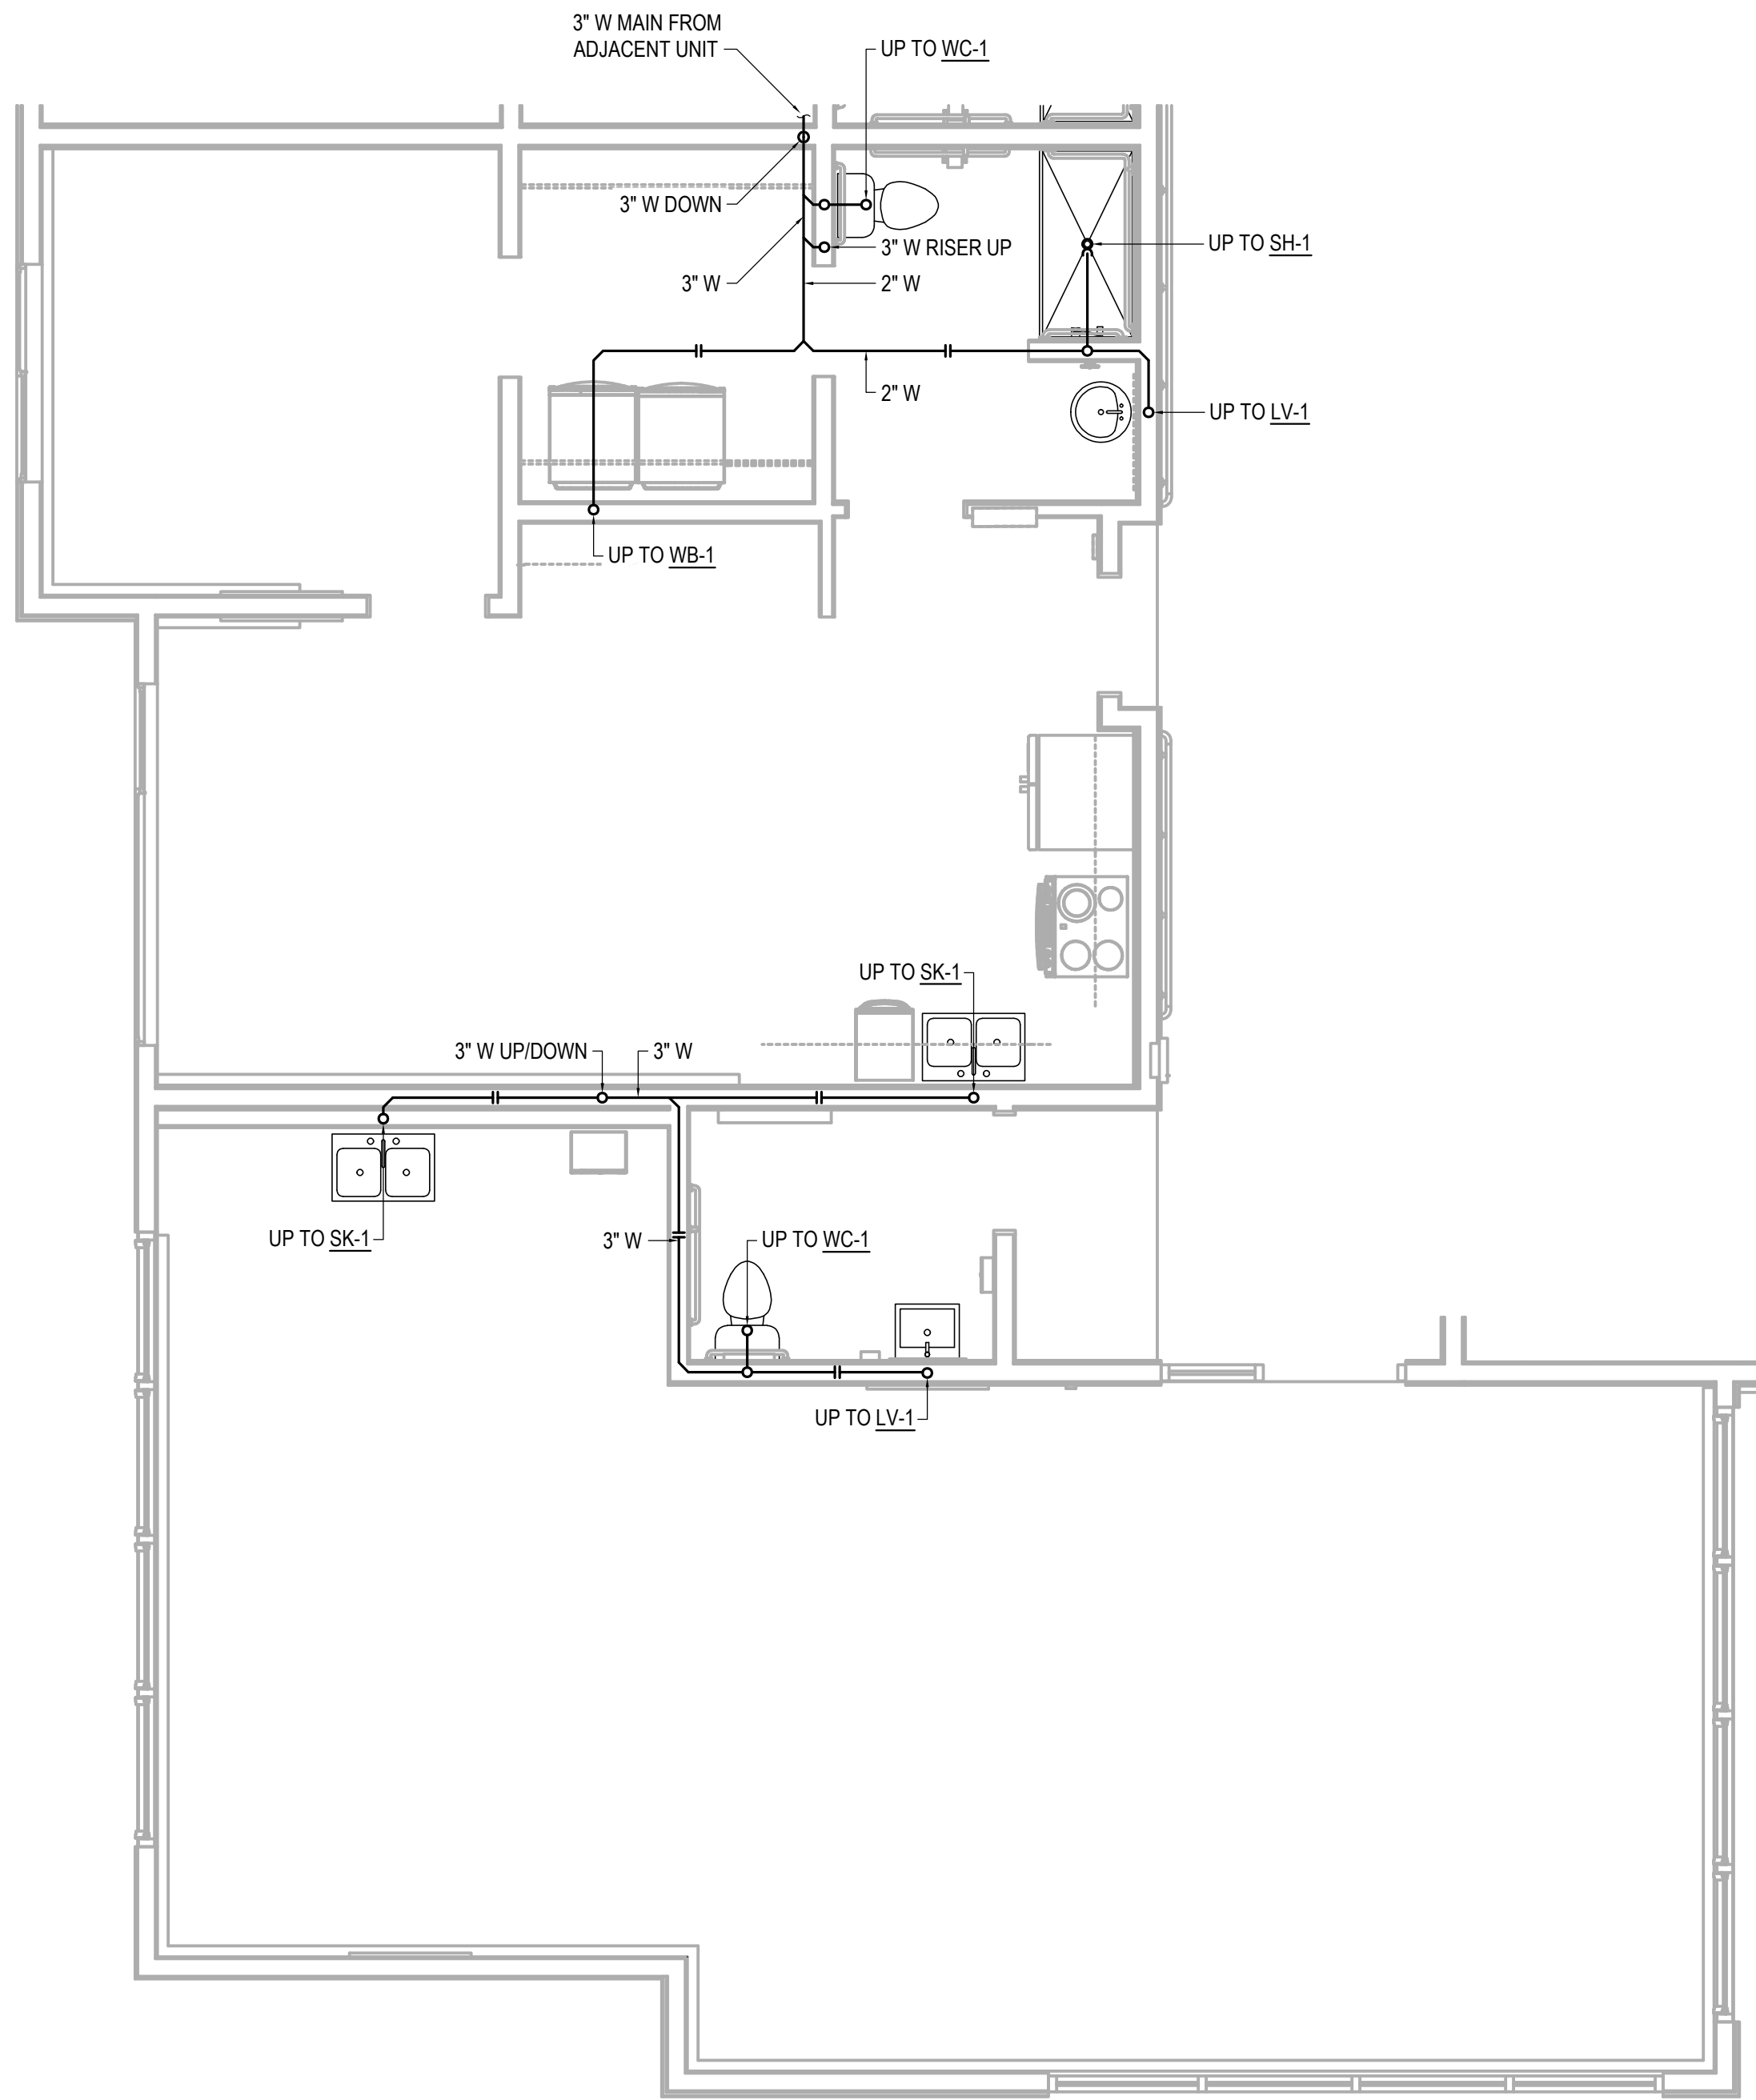 3" W MAIN FROM
ADJACENT UNIT
UP TO WC-1
3" W DOWN
UP TO SH-1
3" W RISER UP
3" W
2" W
2" W
UP TO LV-1
UP TO WB-1
UP TO SK-1
3" W UP/DOWN
3" W
UP TO SK-1
3" W
UP TO WC-1
UP TO LV-1